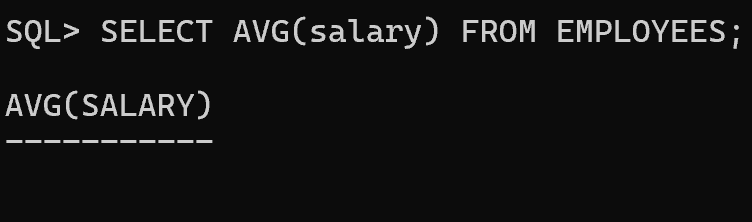 SQL> SELECT AVG(salary) FROM EMPLOYEES;
AVG(SALARY)
-----------